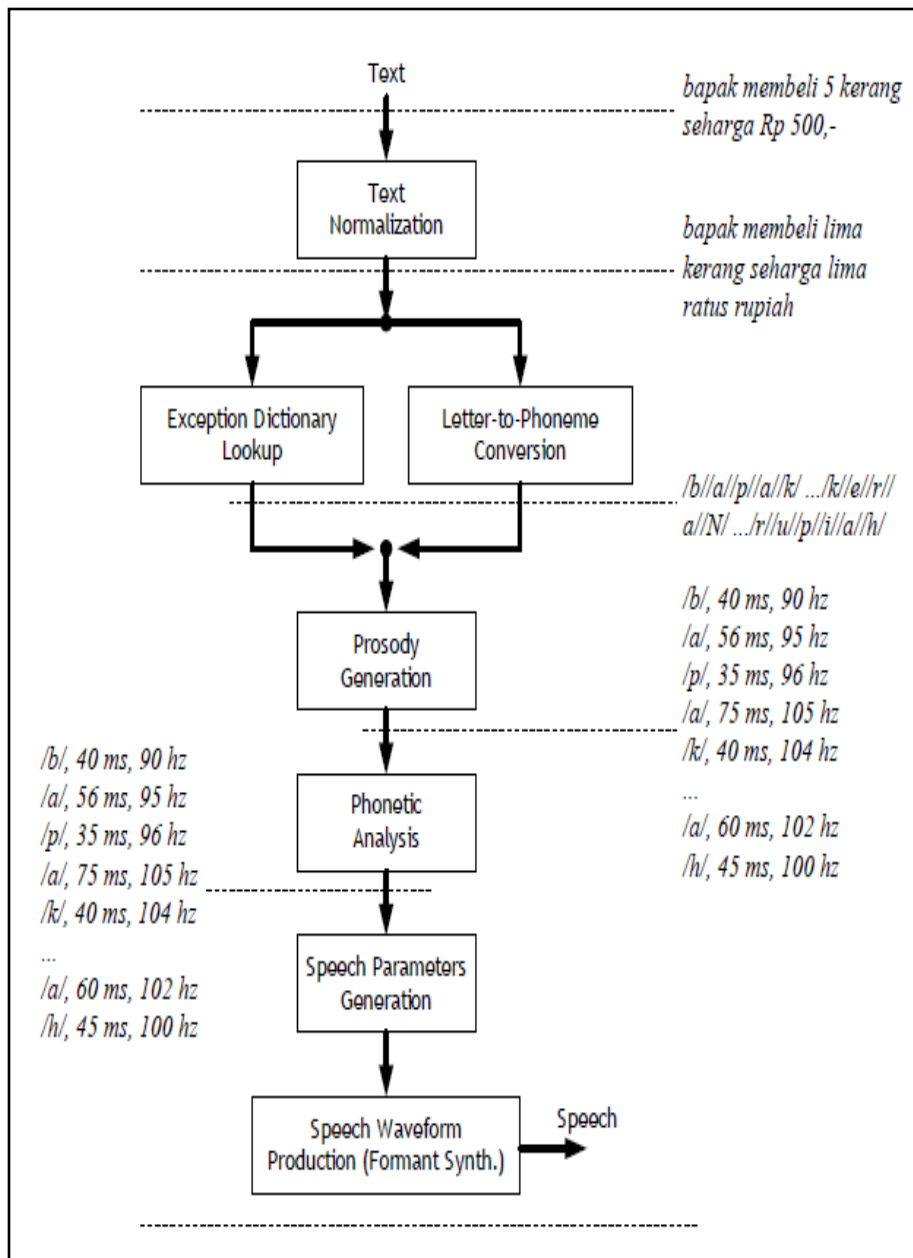 Text
bapak membeli 5 kerang
seharga Rp 500,-
Text
Normalization
bapak membeli lima
kerang seharga lima
ratus rupiah
Exception Dictionary
Lookup
Letter-to-Phoneme
Conversion
/b//a//p//a//k/ .../k//e//r//
a//N/ .../r//u//p//i//a//h/
Prosody
Generation
/b/, 40 ms, 90 hz
/a/, 56 ms, 95 hz
/p/, 35 ms, 96 hz
/a/, 75 ms, 105 hz
/k/, 40 ms, 104 hz
...
/a/, 60 ms, 102 hz
/h/, 45 ms, 100 hz
/b/, 40 ms, 90 hz
/a/, 56 ms, 95 hz
/p/, 35 ms, 96 hz
/a/, 75 ms, 105 hz
/k/, 40 ms, 104 hz
...
/a/, 60 ms, 102 hz
/h/, 45 ms, 100 hz
Phonetic
Analysis
Speech Parameters
Generation
Speech Waveform
Production (Formant Synth.)
Speech